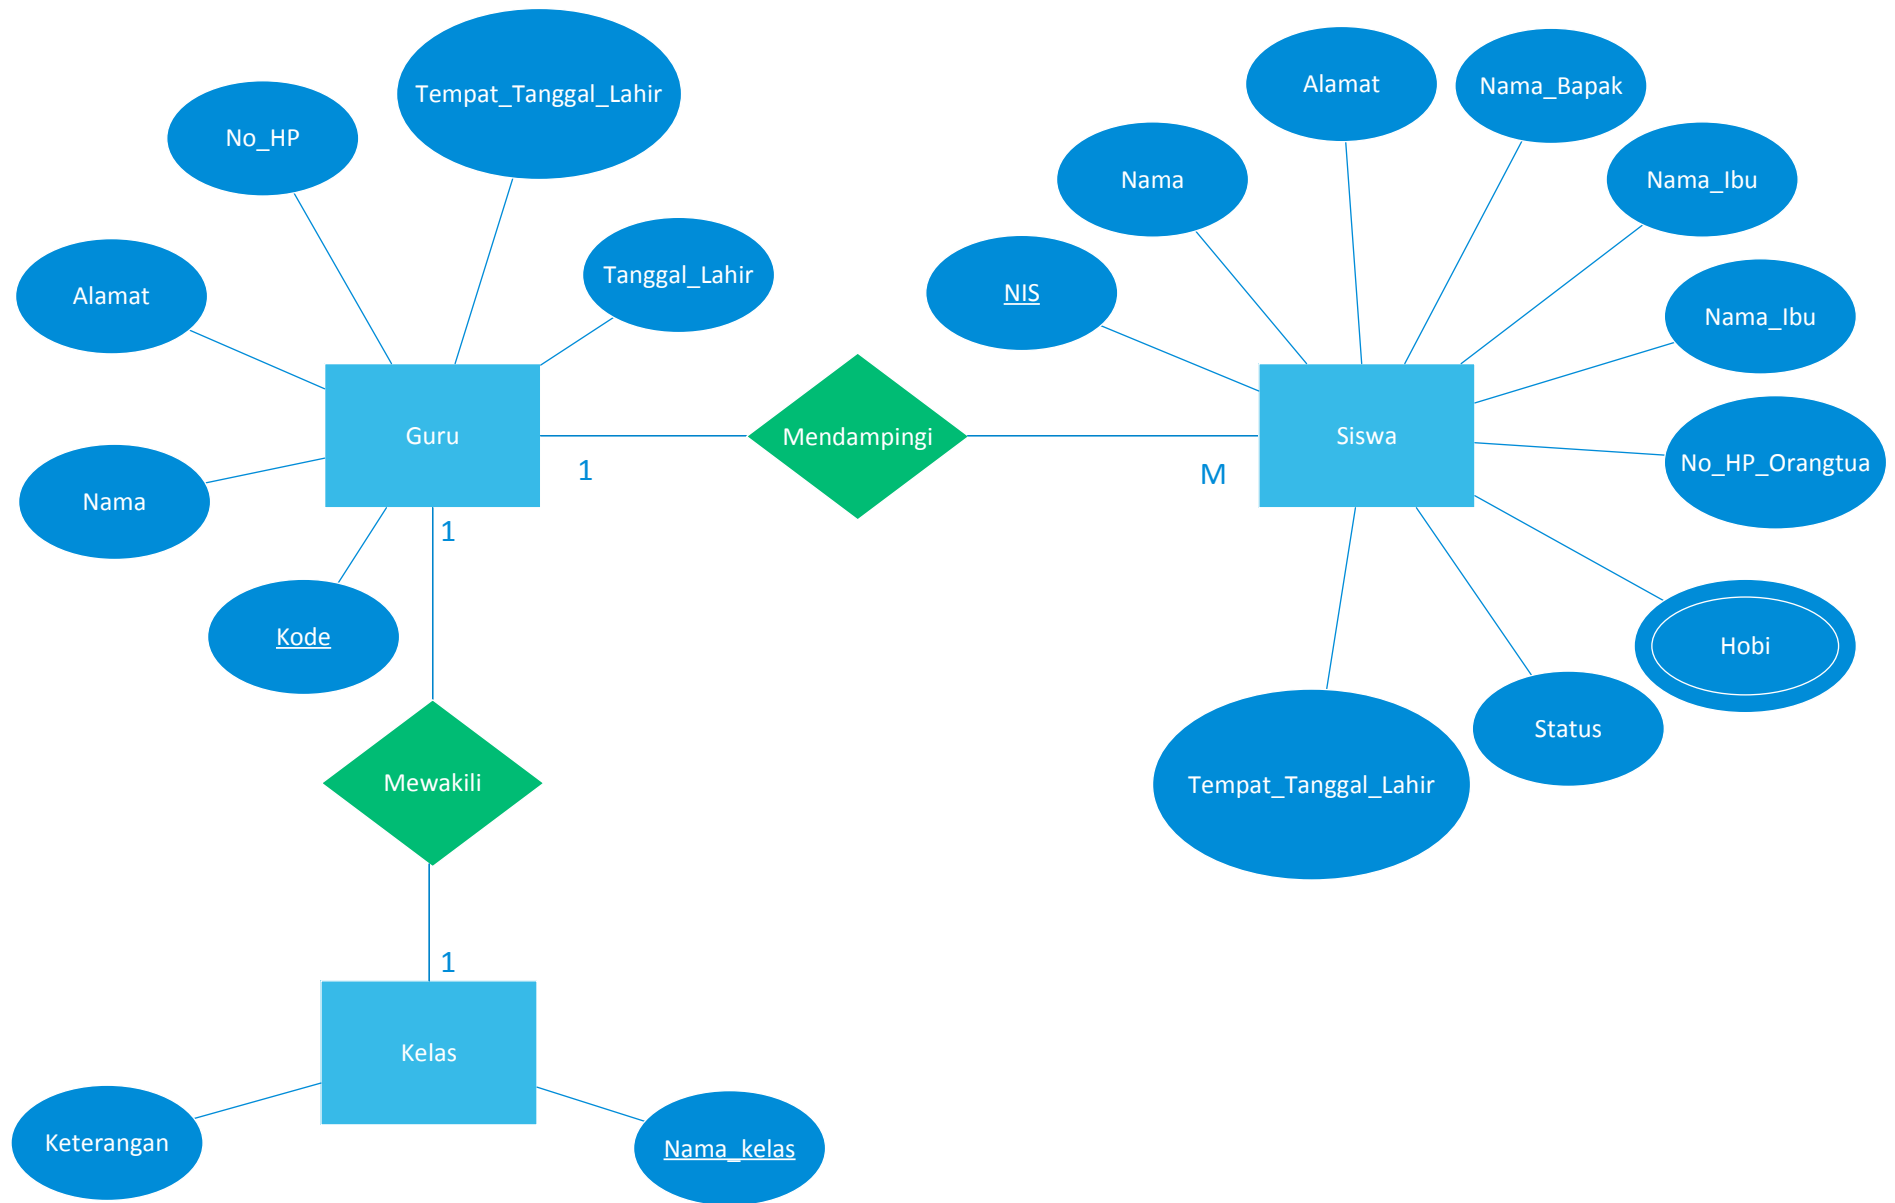 Tempat_Tanggal_Lahir
No_HP
Tanggal_Lahir
Alamat
Guru
Nama
Kode
1
1
Mendampingi
M
Alamat
Nama_Bapak
Nama
Nama_Ibu
NIS
Nama_Ibu
Siswa
No_HP_Orangtua
Hobi
Status
Tempat_Tanggal_Lahir
Mewakili
1
Kelas
Keterangan
Nama_kelas